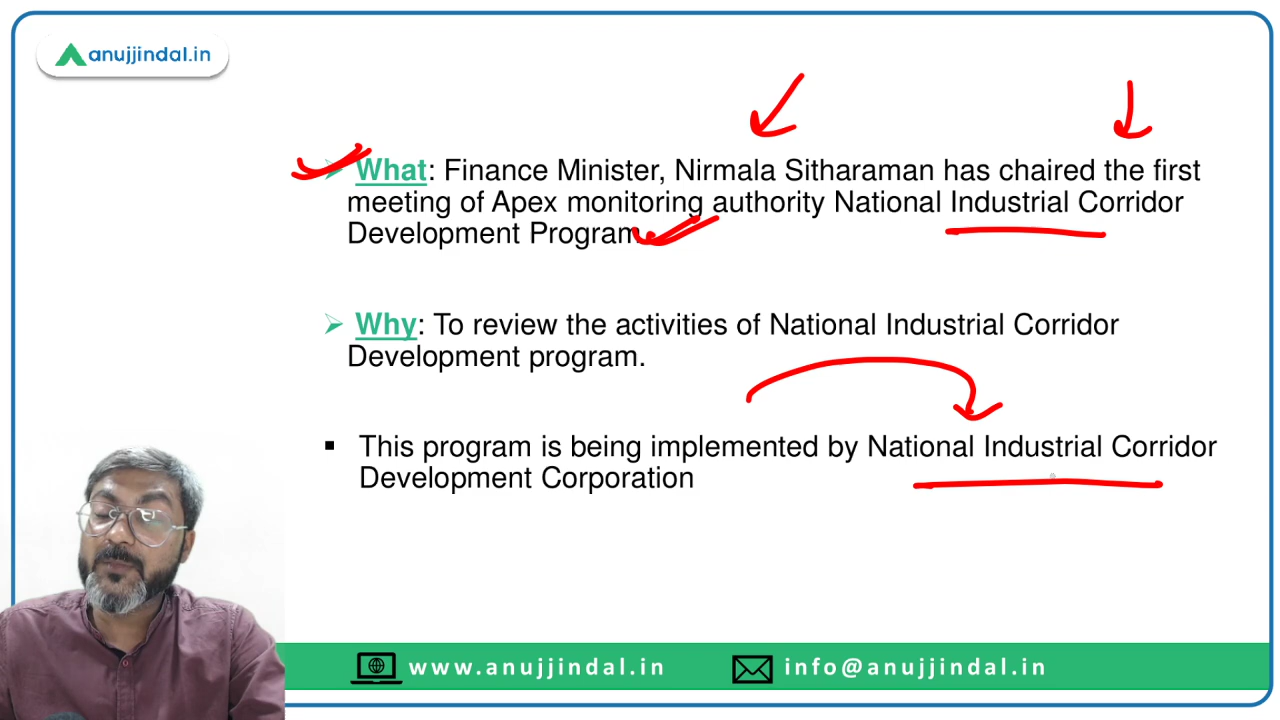 anujjindal.in
What: Finance Minister, Nirmala Sitharaman has chaired the first
meeting of Apex monitoring authority National Industrial Corridor
Development Program
Why: To review the activities of National Industrial Corridor
Development program.
This program is being implemented by National Industrial Corridor
Development Corporation
www.anujjindal.in info@anujjindal.in